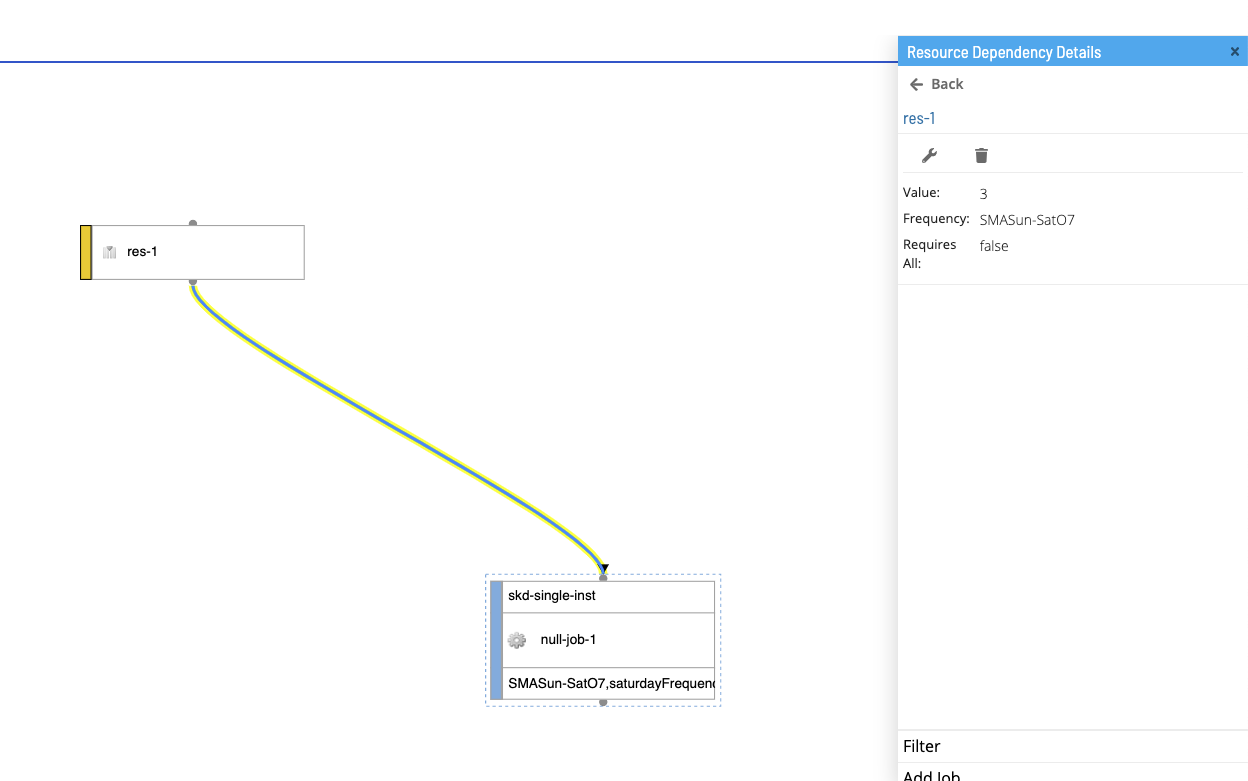 Resource Dependency Details
Back
res-1
Value: 3
Frequency: SMASun-SatO7
Requires All: false
res-1
skd-single-inst
null-job-1
SMASun-SatO7,saturdayFrequenc
Filter
Add Job